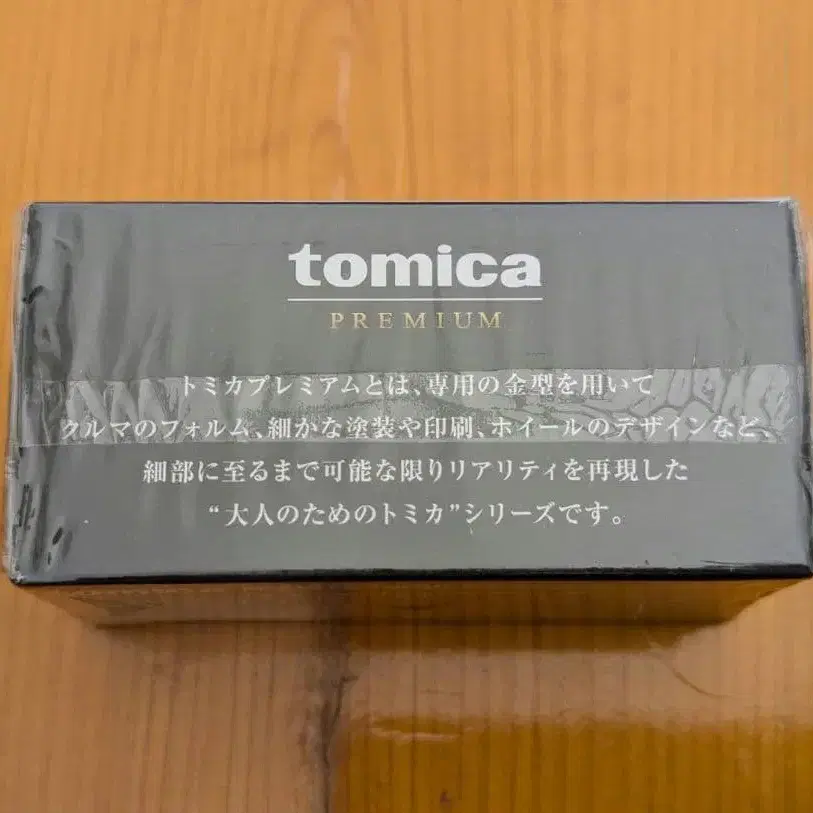 tomica
PREMIUM
トミカプレミアムとは、専用の金型を用いて
クルマのフォルム、細かな塗装や印刷、ホイールのデザインなど、
細部に至るまで可能な限りリアリティを再現した
“大人のためのトミカ”シリーズです。